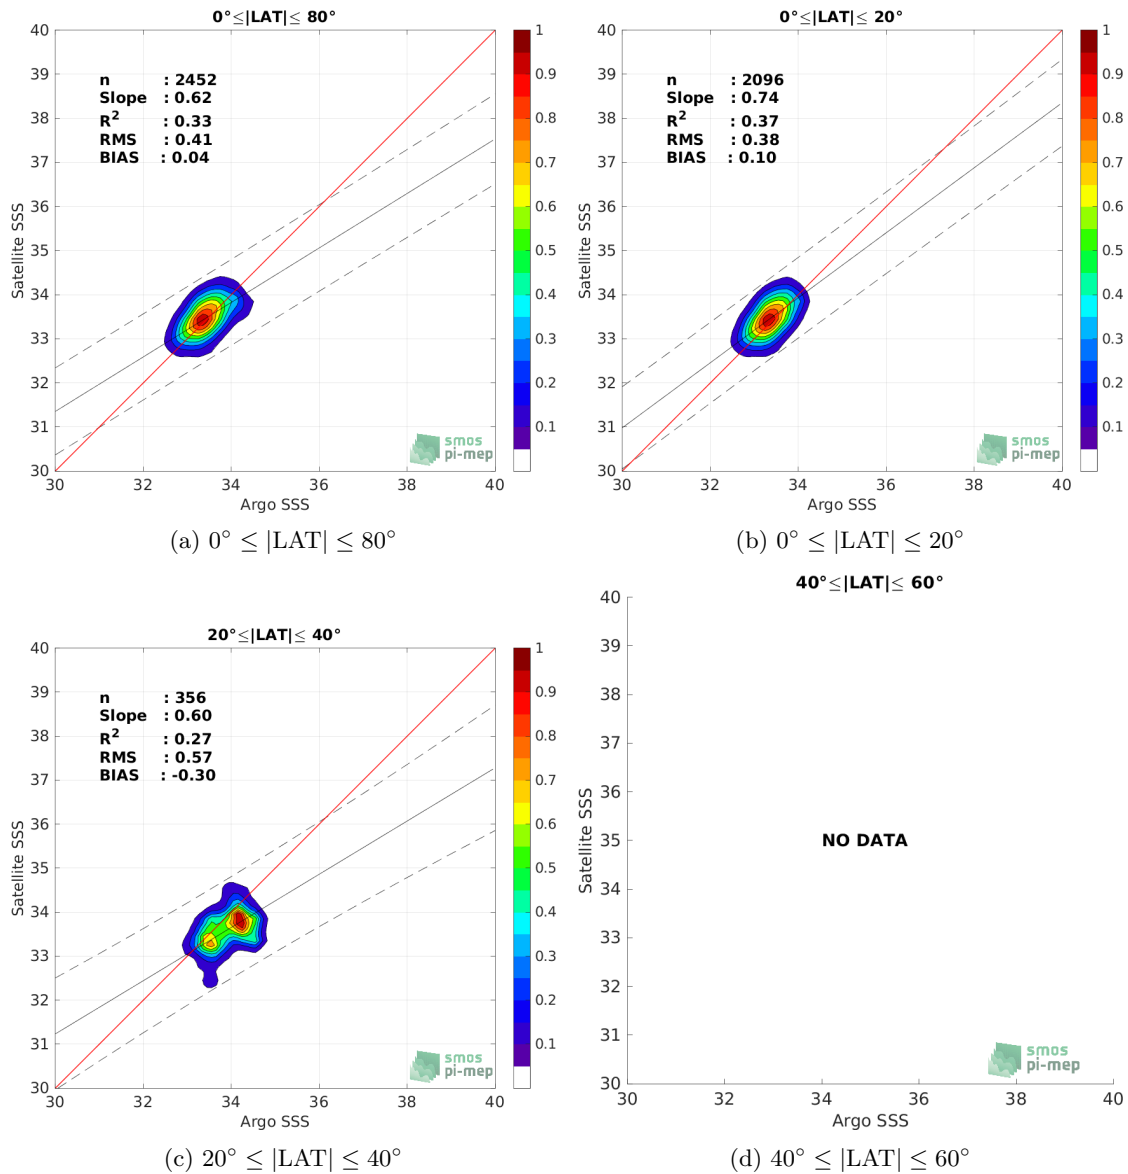 0°≤|LAT|≤ 80°
40
39
38
37
36
35
34
33
32
31
30
Satellite SSS
n : 2452
Slope : 0.62
R² : 0.33
RMS : 0.41
BIAS : 0.04
smos
pi-mep
30 32 34 36 38 40
Argo SSS
1
0.9
0.8
0.7
0.6
0.5
0.4
0.3
0.2
0.1
(a) 0° ≤ |LAT| ≤ 80°
0°≤|LAT|≤ 20°
40
39
38
37
36
35
34
33
32
31
30
Satellite SSS
n : 2096
Slope : 0.74
R² : 0.37
RMS : 0.38
BIAS : 0.10
smos
pi-mep
30 32 34 36 38 40
Argo SSS
1
0.9
0.8
0.7
0.6
0.5
0.4
0.3
0.2
0.1
(b) 0° ≤ |LAT| ≤ 20°
20°≤|LAT|≤ 40°
40
39
38
37
36
35
34
33
32
31
30
Satellite SSS
n : 356
Slope : 0.60
R² : 0.27
RMS : 0.57
BIAS : -0.30
smos
pi-mep
30 32 34 36 38 40
Argo SSS
1
0.9
0.8
0.7
0.6
0.5
0.4
0.3
0.2
0.1
(c) 20° ≤ |LAT| ≤ 40°
40°≤|LAT|≤ 60°
40
39
38
37
36
35
34
33
32
31
30
Satellite SSS
NO DATA
smos
pi-mep
30 32 34 36 38 40
Argo SSS
(d) 40° ≤ |LAT| ≤ 60°